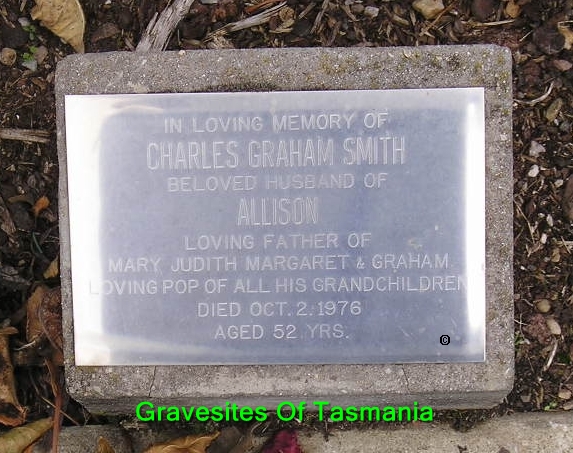 IN LOVING MEMORY OF
CHARLES GRAHAM SMITH
BELOVED HUSBAND OF
ALLISON
LOVING FATHER OF
MARY, JUDITH MARGARET & GRAHAM.
LOVING POP OF ALL HIS GRANDCHILDREN
DIED OCT. 2. 1976
AGED 52 YRS.
©
Gravesites Of Tasmania